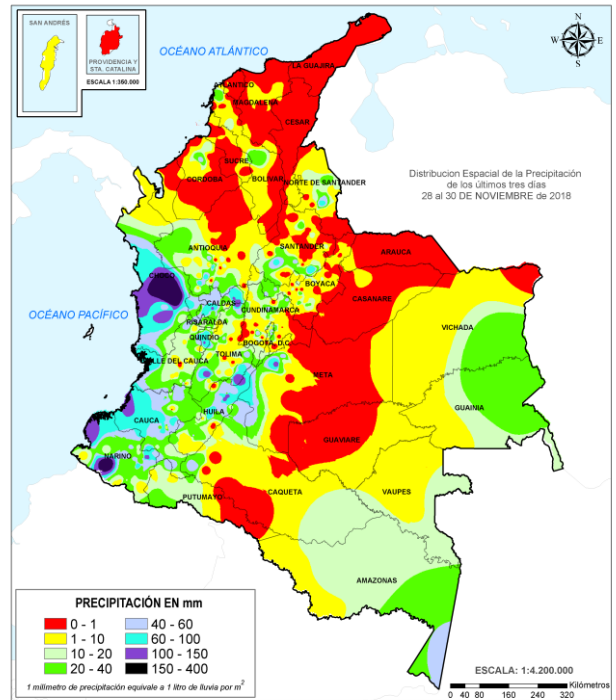 SAN ANDRÉS
PROVIDENCIA Y
STA. CATALINA
ESCALA 1:350.000
OCÉANO ATLÁNTICO
N
W
E
S
LA GUAJIRA
ATLÁNTICO
MAGDALENA
CESAR
SUCRE
CORDOBA
BOLIVAR
NORTE DE SANTANDER
Distribucion Espacial de la Precipitación
de los últimos tres días
28 al 30 DE NOVIEMBRE de 2018
ANTIOQUIA
SANTANDER
ARAUCA
CHOCO
BOYACA
CASANARE
CALDAS
CUNDINAMARCA
OCÉANO PACÍFICO
RISARALDA
VICHADA
QUINDIO
BOGOTA, D.C.
VALLE DEL CAUCA
TOLIMA
META
GUAINIA
HUILA
CAUCA
GUAVIARE
NARIÑO
CAQUETA
VAUPES
PUTUMAYO
AMAZONAS
PRECIPITACIÓN EN mm
0 - 1
40 - 60
1 - 10
60 - 100
10 - 20
100 - 150
20 - 40
150 - 400
1 milímetro de precipitación equivale a 1 litro de lluvia por m²
ESCALA: 1:4.200.000
Kilómetros
0 40 80 160 240 320